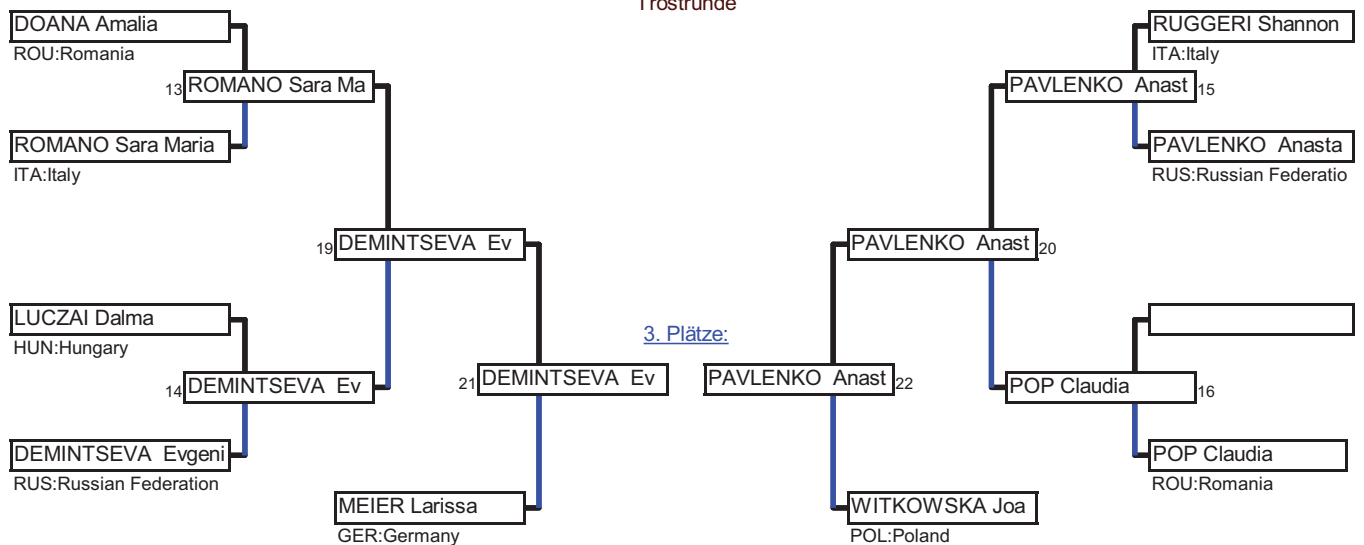 Trostrunde
DOANA Amalia
ROU:Romania
13 ROMANO Sara Ma
ROMANO Sara Maria
ITA:Italy
19 DEMINTSEVA Ev
LUCZAI Dalma
HUN:Hungary
14 DEMINTSEVA Ev
DEMINTSEVA Evgeni
RUS:Russian Federation
21 DEMINTSEVA Ev
MEIER Larissa
GER:Germany
3. Plätze:
RUGGERI Shannon
ITA:Italy
PAVLENKO Anast 15
PAVLENKO Anasta
RUS:Russian Federatio
PAVLENKO Anast 20
POP Claudia 16
POP Claudia
ROU:Romania
PAVLENKO Anast 22
WITKOWSKA Joa
POL:Poland